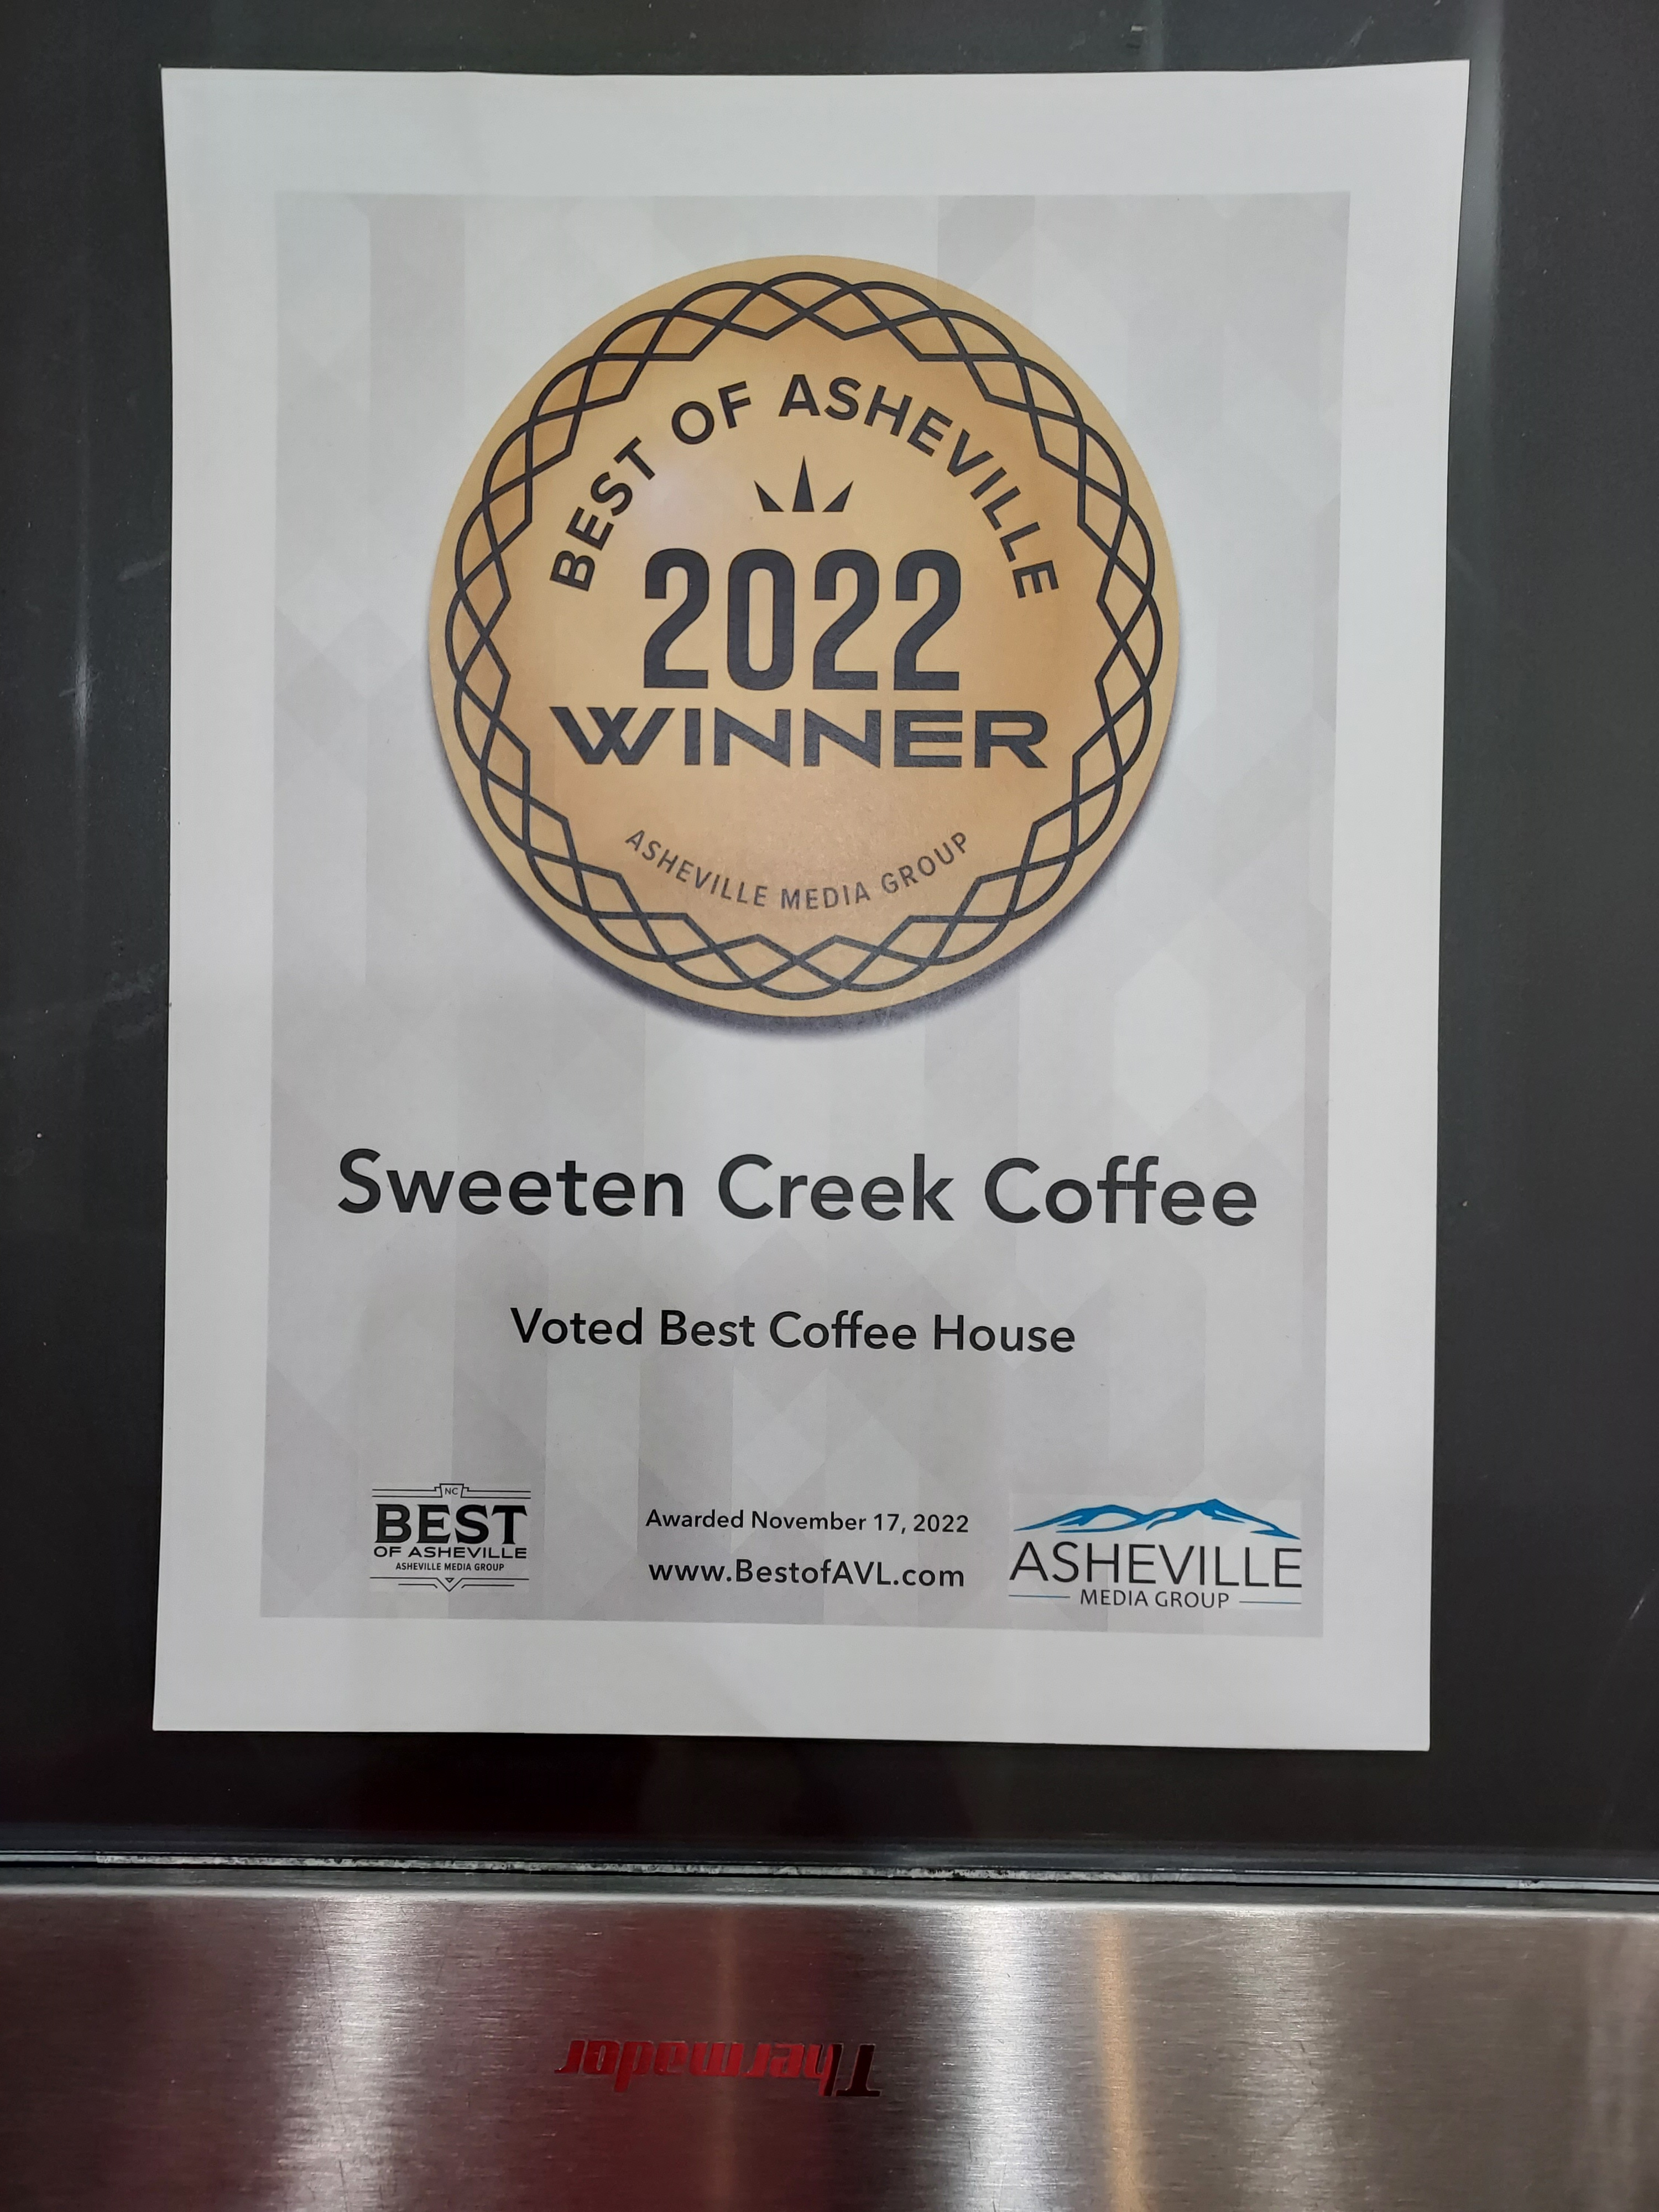 BEST OF ASHEVILLE
2022
WINNER
ASHEVILLE MEDIA GROUP
Sweeten Creek Coffee
Voted Best Coffee House
NC
BEST
OF ASHEVILLE
ASHEVILLE MEDIA GROUP
Awarded November 17, 2022
www.BestofAVL.com
ASHEVILLE
MEDIA GROUP
Thermador